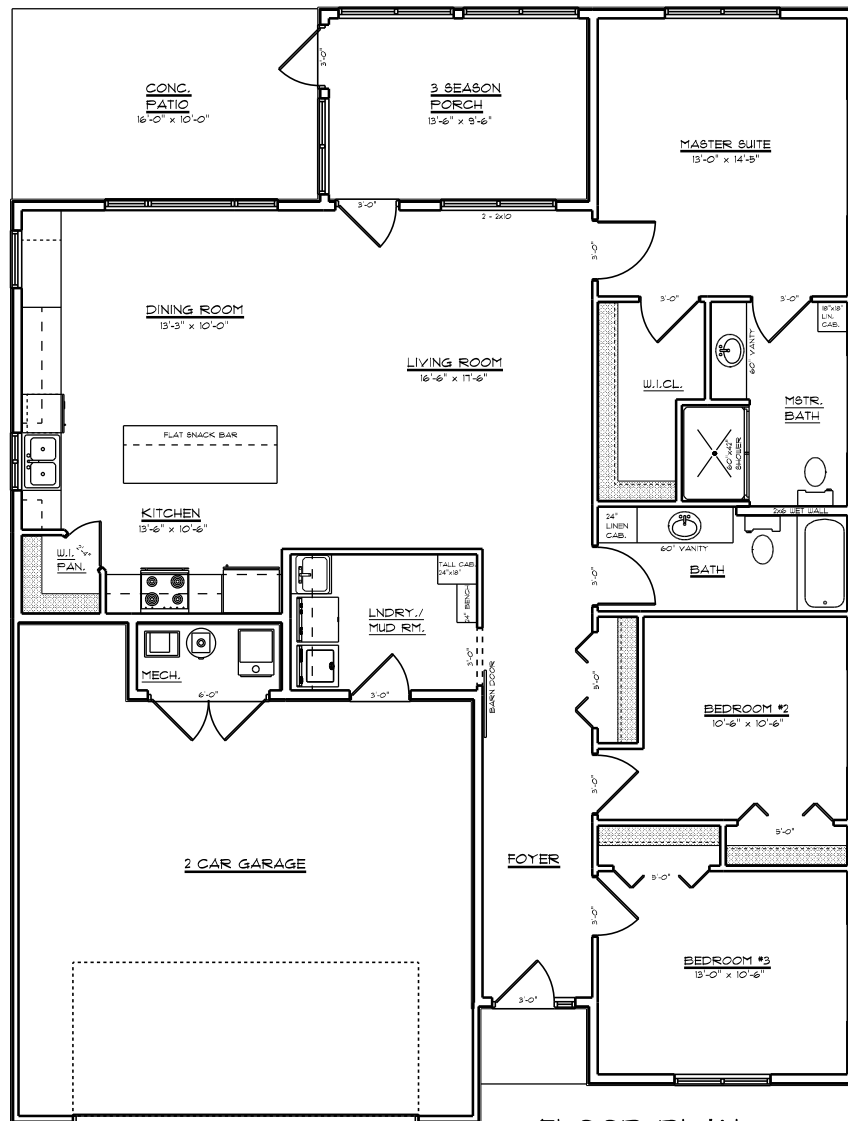 CONC.
PATIO
16'-0" x 10'-0"
3'-0"
3 SEASON
PORCH
13'-6" x 9'-6"
MASTER SUITE
13'-0" x 14'-5"
3'-0"
2 - 2x10
3'-0"
3'-0"
3'-0"
18"x18"
LIN.
CAB.
DINING ROOM
13'-3" x 10'-0"
LIVING ROOM
16'-6" x 17'-6"
60" VANITY
W.I.CL.
MSTR.
BATH
FLAT SNACK BAR
60"x42"
SHOWER
KITCHEN
13'-6" x 10'-6"
24"
LINEN
CAB.
2x6 WET WALL
60" VANITY
BATH
W.I.
PAN.
3'-0"
TALL CAB.
24"x18"
24" BENCH
LNDRY./
MUD RM.
3'-0"
BARN DOOR
MECH.
6'-0"
3'-0"
5'-0"
BEDROOM #2
10'-6" x 10'-6"
3'-0"
5'-0"
2 CAR GARAGE
FOYER
5'-0"
3'-0"
BEDROOM #3
13'-0" x 10'-6"
3'-0"
FLOOR PLAN